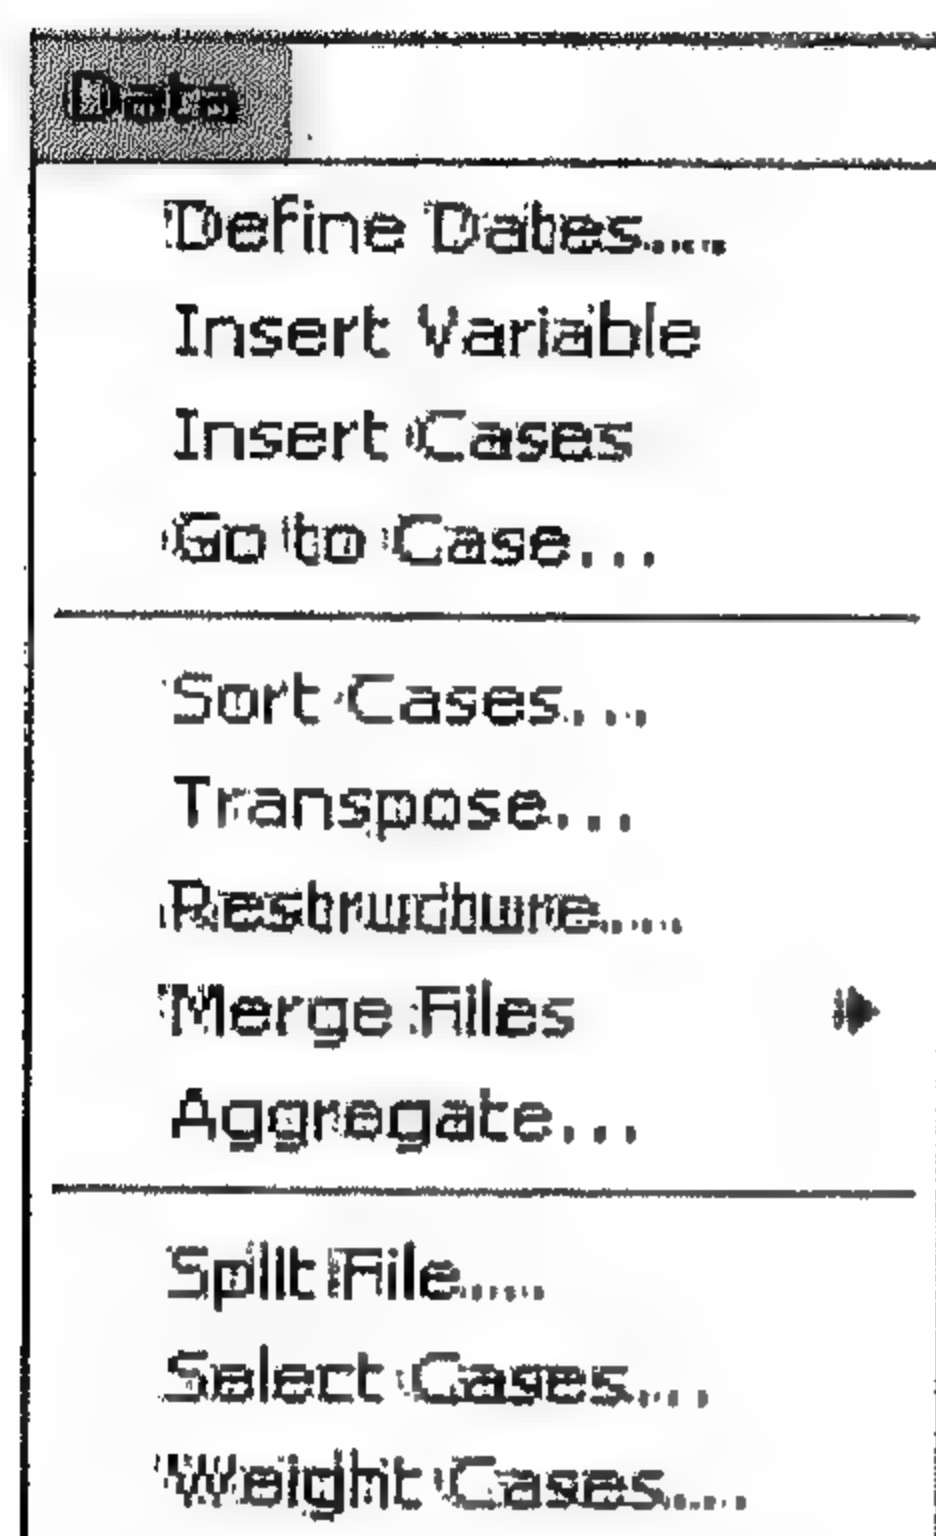 Data
Define Dates...
Insert Variable
Insert Cases
Go to Case...
Sort Cases...
Transpose...
Restructure...
Merge Files
Aggregate...
Split File...
Select Cases...
Weight Cases...